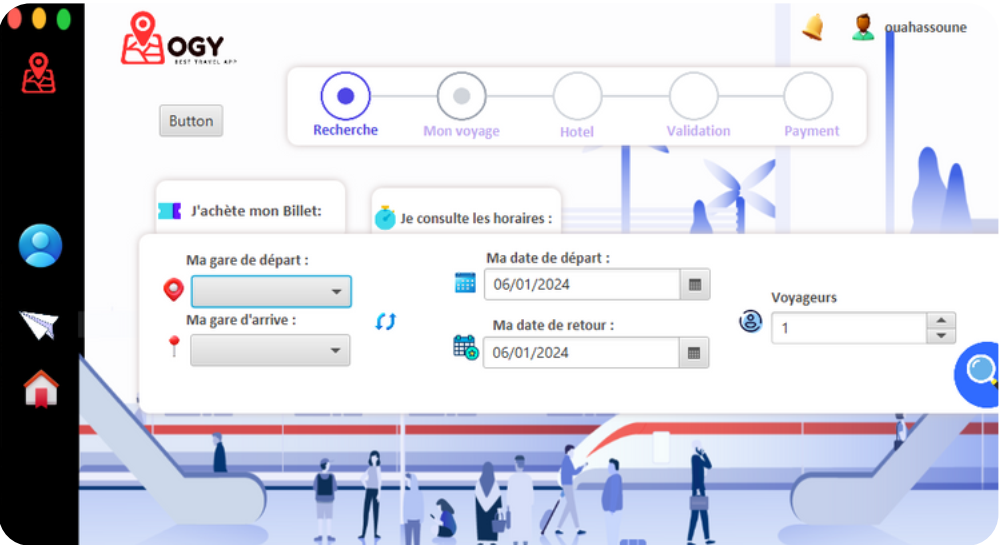 OGY
BEST TRAVEL APP
ouahassoune
Button
Recherche
Mon voyage
Hotel
Validation
Payment
J'achète mon Billet:
Je consulte les horaires :
Ma gare de départ :
Ma date de départ :
06/01/2024
Voyageurs
1
Ma gare d'arrive :
Ma date de retour :
06/01/2024